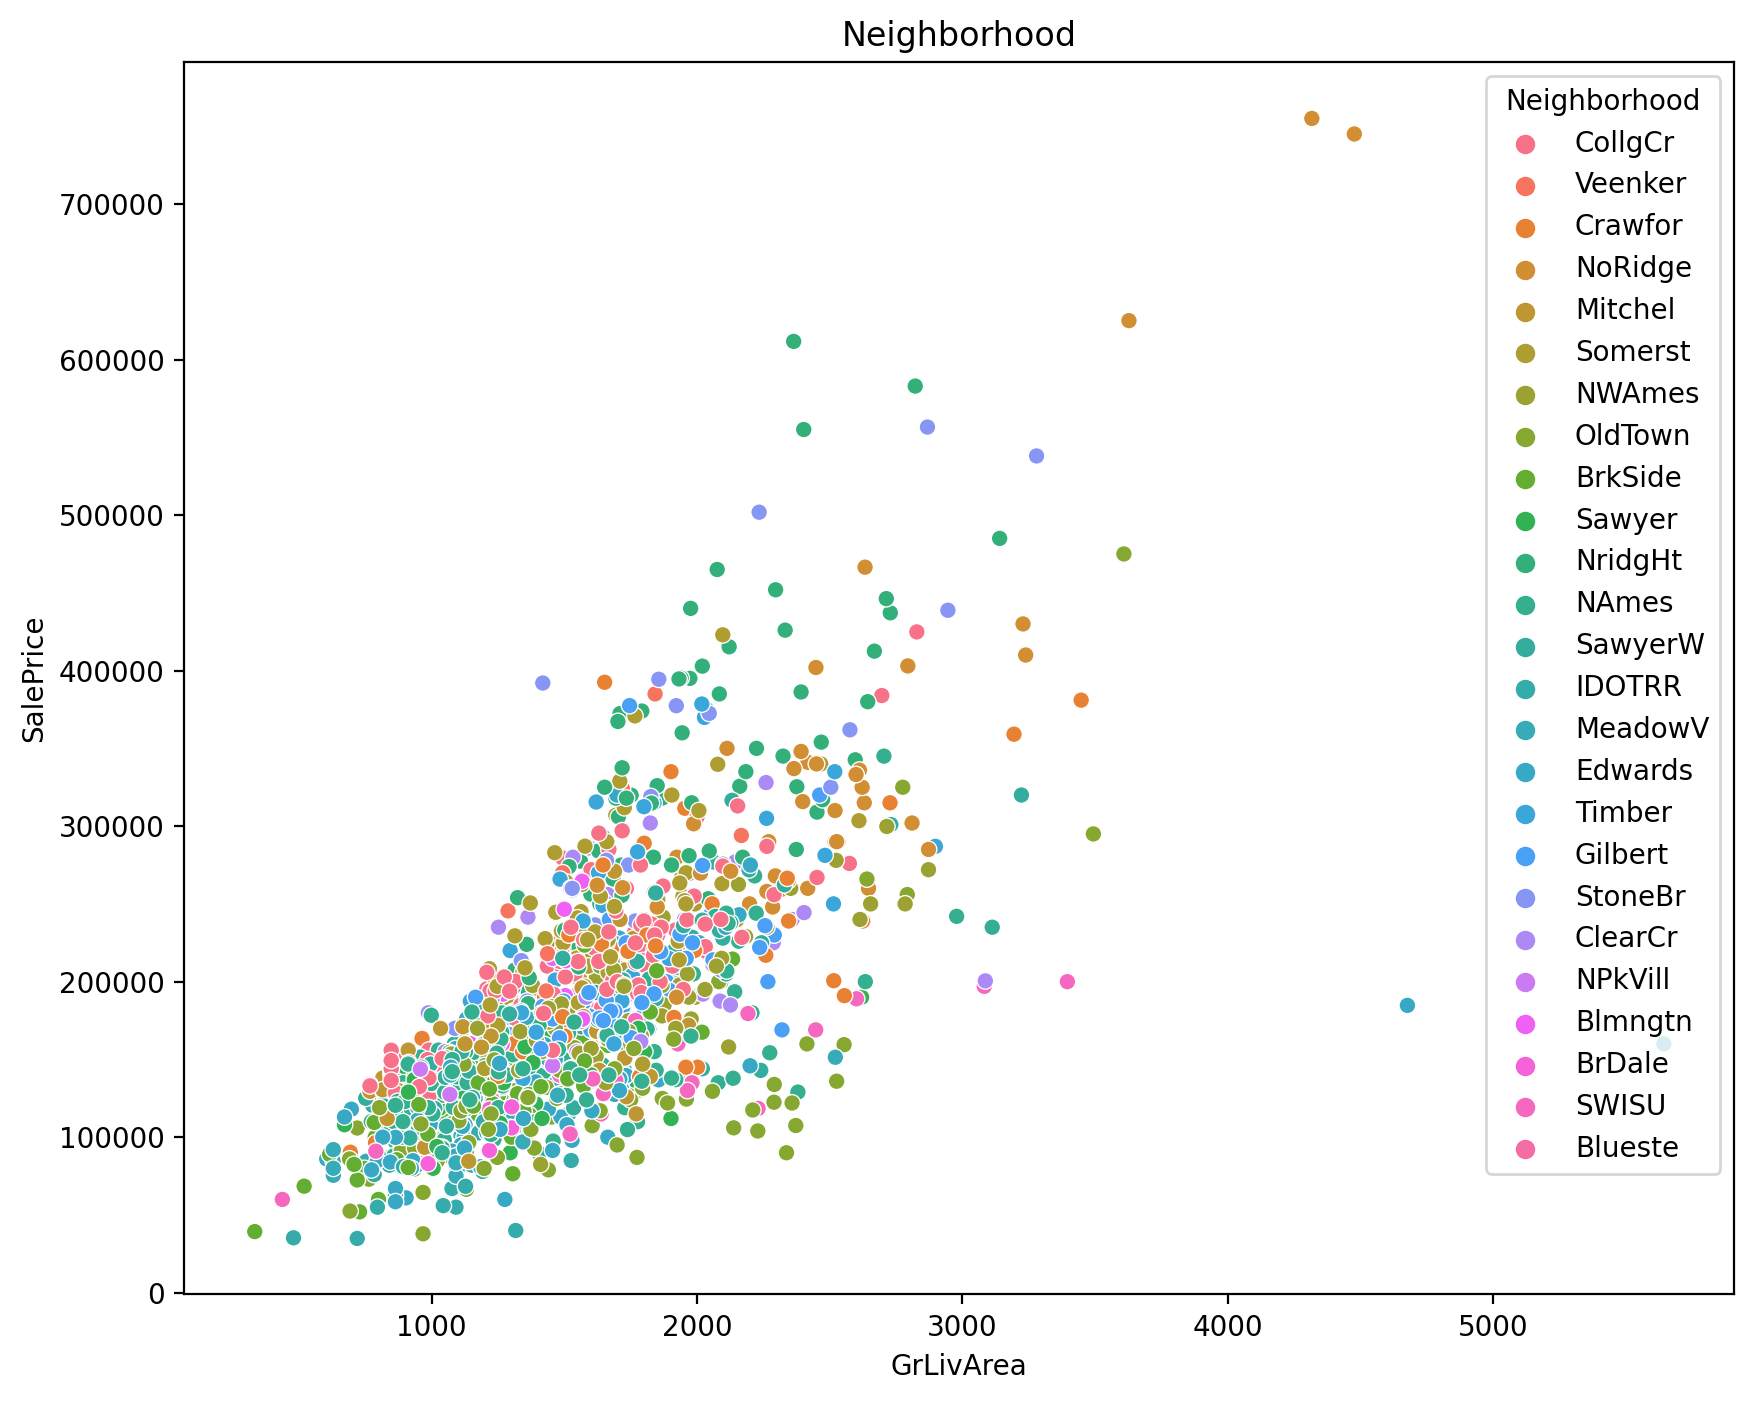 Neighborhood
Neighborhood
CollgCr
Veenker
Crawfor
NoRidge
Mitchel
Somerst
NWAmes
OldTown
BrkSide
Sawyer
NridgHt
NAmes
SawyerW
IDOTRR
MeadowV
Edwards
Timber
Gilbert
StoneBr
ClearCr
NPkVill
Blmngtn
BrDale
SWISU
Blueste
SalePrice
700000
600000
500000
400000
300000
200000
100000
0
1000 2000 3000 4000 5000
GrLivArea